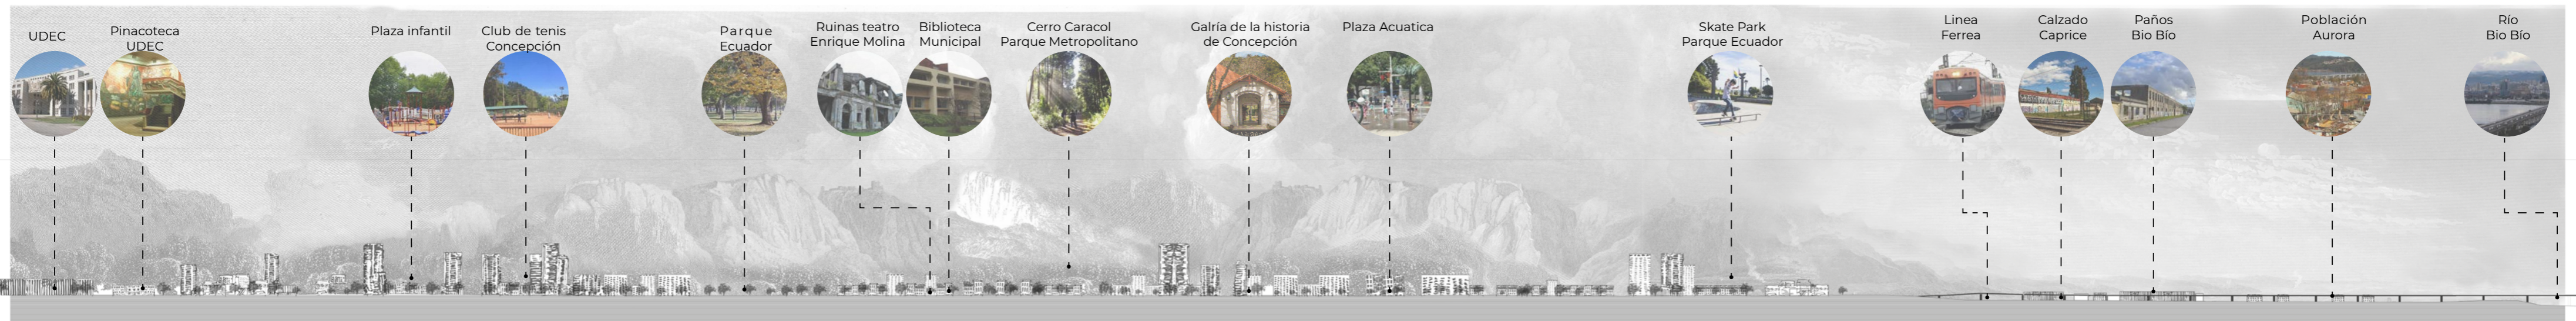 UDEC
Pinacoteca
UDEC
Plaza infantil
Club de tenis
Concepción
Parque
Ecuador
Ruinas teatro
Enrique Molina
Biblioteca
Municipal
Cerro Caracol
Parque Metropolitano
Galría de la historia
de Concepción
Plaza Acuatica
Skate Park
Parque Ecuador
Linea
Ferrea
Calzado
Caprice
Paños
Bio Bío
Población
Aurora
Río
Bio Bío